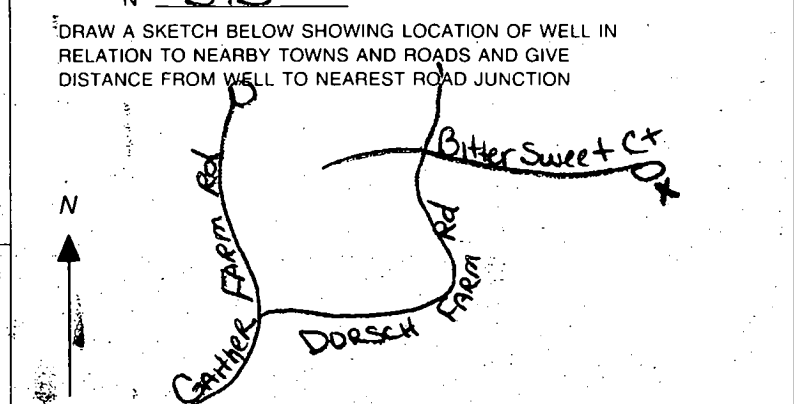 N
DRAW A SKETCH BELOW SHOWING LOCATION OF WELL IN
RELATION TO NEARBY TOWNS AND ROADS AND GIVE
DISTANCE FROM WELL TO NEAREST ROAD JUNCTION
Bitter Sweet Ct
N
GAitHeR FARM Rd
DORSCH FARM Rd